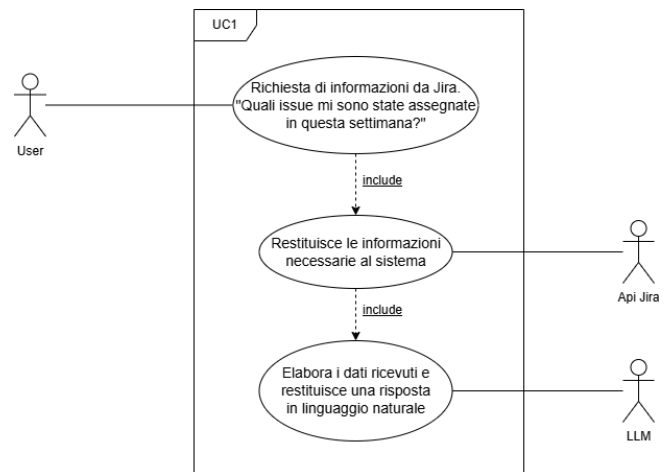 UC1
Richiesta di informazioni da Jira.
"Quali issue mi sono state assegnate
in questa settimana?"
User
include
Restituisce le informazioni
necessarie al sistema
Api Jira
include
Elabora i dati ricevuti e
restituisce una risposta
in linguaggio naturale
LLM